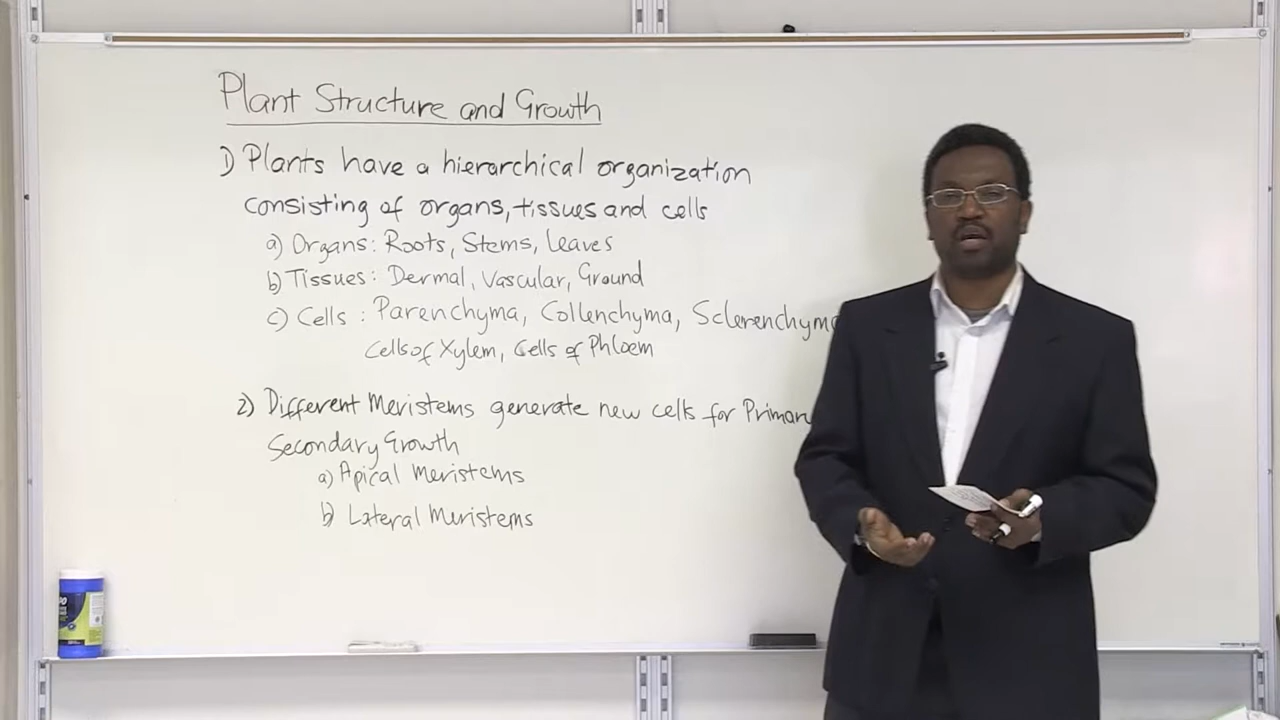 Plant Structure and Growth
1) Plants have a hierarchical organization
consisting of organs, tissues and cells
a) Organs: Roots, Stems, Leaves
b) Tissues: Dermal, Vascular, Ground
c) Cells: Parenchyma, Collenchyma, Sclerenchyma
Cells of Xylem, Cells of Phloem
2) Different Meristems generate new cells for Primary
Secondary Growth
a) Apical Meristems
b) Lateral Meristems